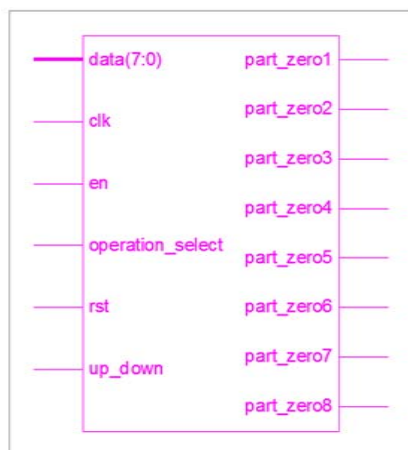 data(7:0)
clk
en
operation_select
rst
up_down
part_zero1
part_zero2
part_zero3
part_zero4
part_zero5
part_zero6
part_zero7
part_zero8